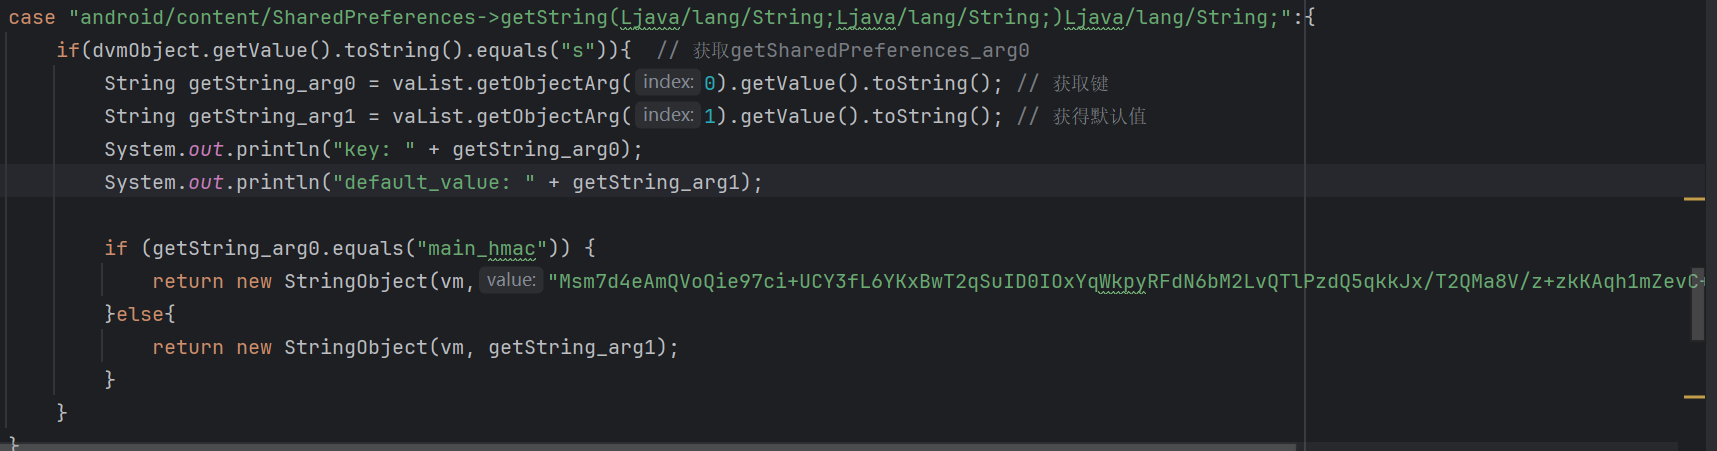 case "android/content/SharedPreferences->getString(Ljava/lang/String;Ljava/lang/String;)Ljava/lang/String;":{
if(dvmObject.getValue().toString().equals("s")){ // 获取getSharedPreferences_arg0
String getString_arg0 = vaList.getObjectArg( index: 0).getValue().toString(); // 获取键
String getString_arg1 = vaList.getObjectArg( index: 1).getValue().toString(); // 获得默认值
System.out.println("key: " + getString_arg0);
System.out.println("default_value: " + getString_arg1);
if (getString_arg0.equals("main_hmac")) {
return new StringObject(vm, value: "Msm7d4eAmQVoQie97ci+UCY3fL6YKxBwT2qSuID0IOxYqWkpyRFdN6bM2LvQTlPzdQ5qkkJx/T2QMa8V/z+zkKAqh1mZevC+
}else{
return new StringObject(vm, getString_arg1);
}
}
}